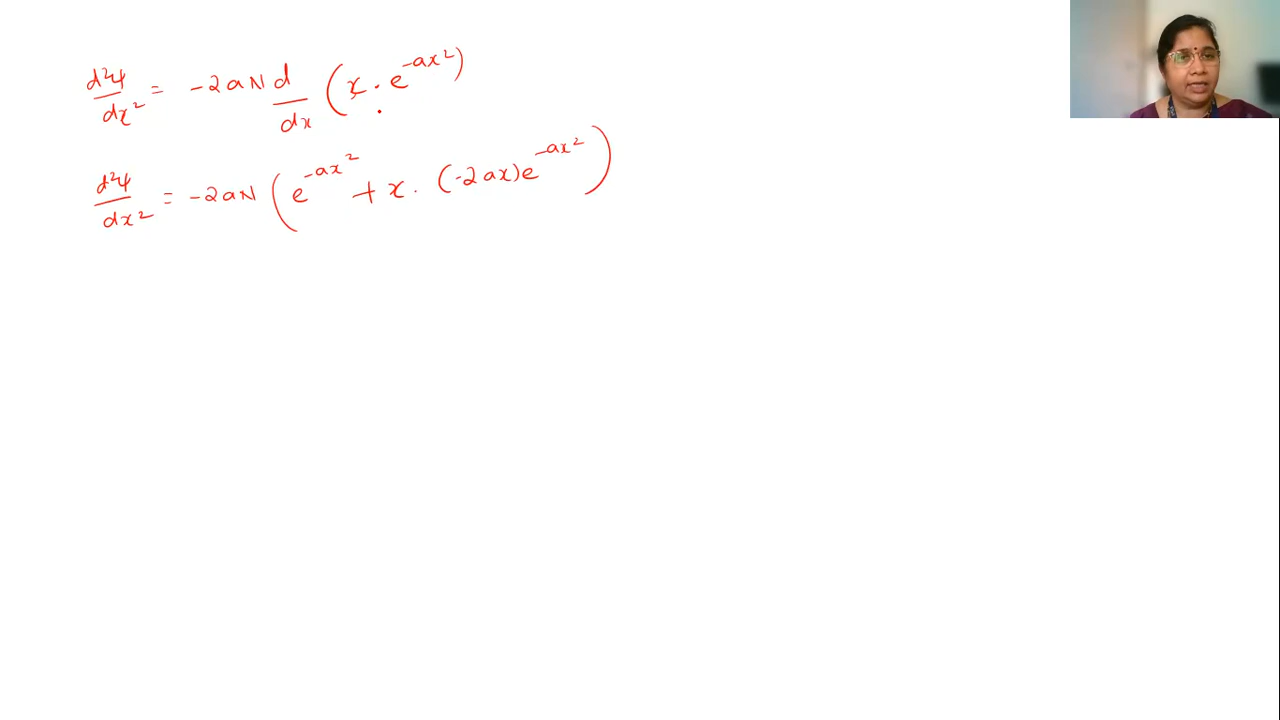 d²ψ/dx² = -2aN d/dx (x · e^{-ax²})
d²ψ/dx² = -2aN (e^{-ax²} + x · (-2ax)e^{-ax²})